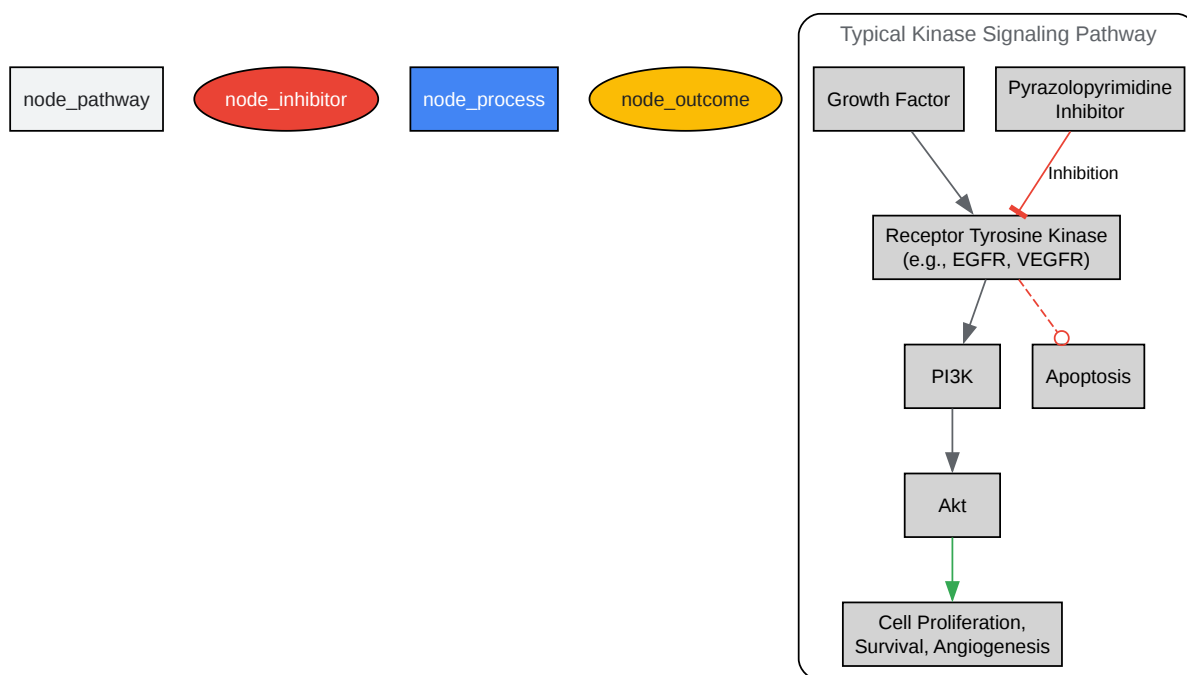 Typical Kinase Signaling Pathway
node_pathway
node_inhibitor
node_process
node_outcome
Growth Factor
Pyrazolopyrimidine
Inhibitor
Inhibition
Receptor Tyrosine Kinase
(e.g., EGFR, VEGFR)
PI3K
Apoptosis
Akt
Cell Proliferation,
Survival, Angiogenesis